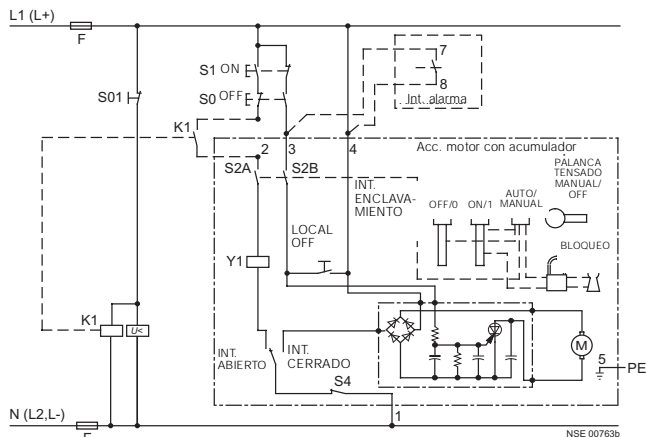 L1 (L+)
F
S1 ON
7
8
Int. alarma
S01
S0 OFF
K1
2
3
4
Acc. motor con acumulador
S2A
S2B
INT.
ENCLAVA-
MIENTO
OFF/0
ON/1
AUTO/
MANUAL
PALANCA
TENSADO
MANUAL/
OFF
BLOQUEO
LOCAL
OFF
Y1
K1
U<
INT.
ABIERTO
INT.
CERRADO
S4
M
5
PE
1
N (L2,L-)
F
NSE 00763b